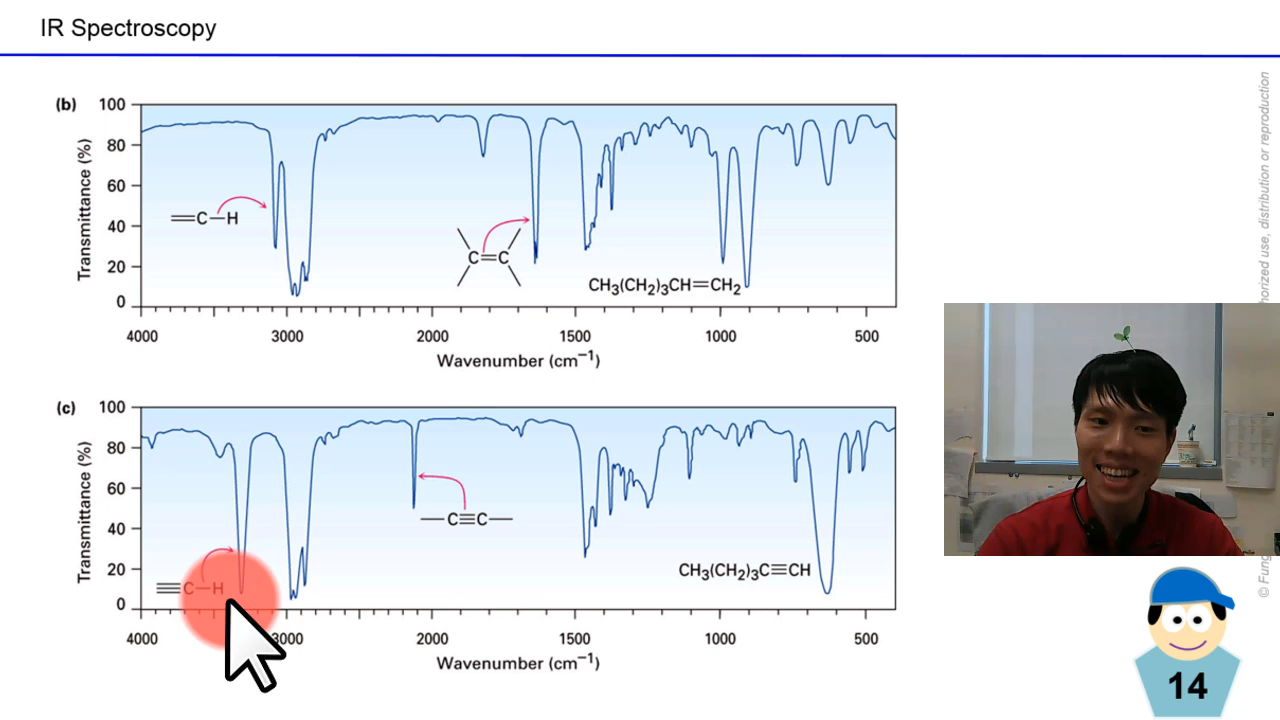 IR Spectroscopy
(b)
Transmittance (%)
100
80
60
40
20
0
=C—H
C=C
CH3(CH2)3CH=CH2
4000 3000 2000 1500 1000 500
Wavenumber (cm−1)
(c)
Transmittance (%)
100
80
60
40
20
0
≡C—H
—C≡C—
CH3(CH2)3C≡CH
4000 3000 2000 1500 1000 500
Wavenumber (cm−1)
use, distribution or reproduction
© Fung
14